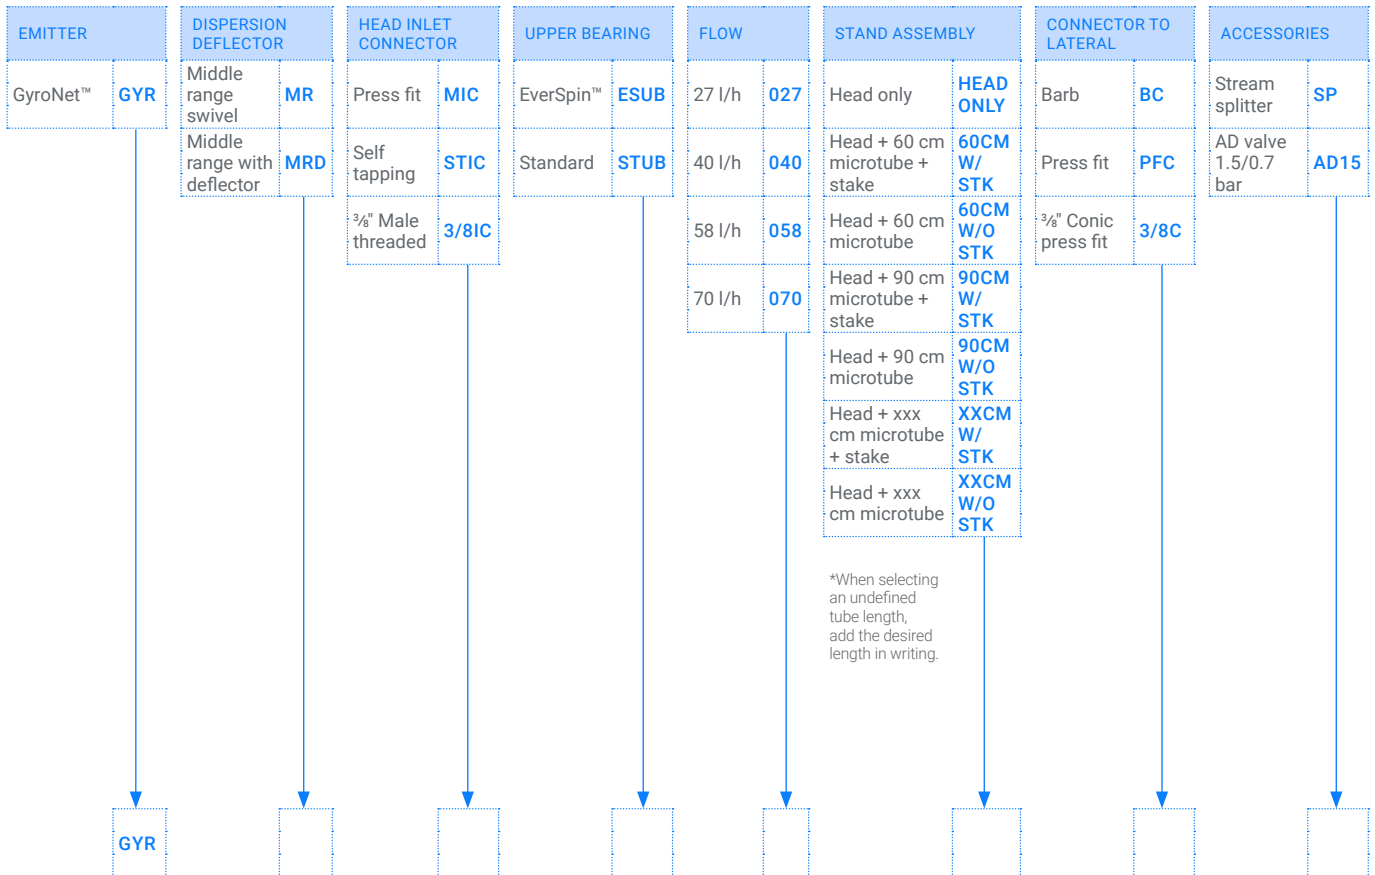 EMITTER
GyroNet™ GYR
DISPERSION
DEFLECTOR
Middle
range
swivel
MR
Middle
range with
deflector
MRD
HEAD INLET
CONNECTOR
Press fit MIC
Self
tapping
STIC
⅜" Male
threaded
3/8IC
UPPER BEARING
EverSpin™ ESUB
Standard STUB
FLOW
27 l/h 027
40 l/h 040
58 l/h 058
70 l/h 070
STAND ASSEMBLY
Head only
HEAD
ONLY
Head + 60 cm
microtube +
stake
60CM
W/
STK
Head + 60 cm
microtube
60CM
W/O
STK
Head + 90 cm
microtube +
stake
90CM
W/
STK
Head + 90 cm
microtube
90CM
W/O
STK
Head + xxx
cm microtube
+ stake
XXCM
W/
STK
Head + xxx
cm microtube
XXCM
W/O
STK
*When selecting
an undefined
tube length,
add the desired
length in writing.
CONNECTOR TO
LATERAL
Barb BC
Press fit PFC
⅜" Conic
press fit
3/8C
ACCESSORIES
Stream
splitter
SP
AD valve
1.5/0.7
bar
AD15
GYR